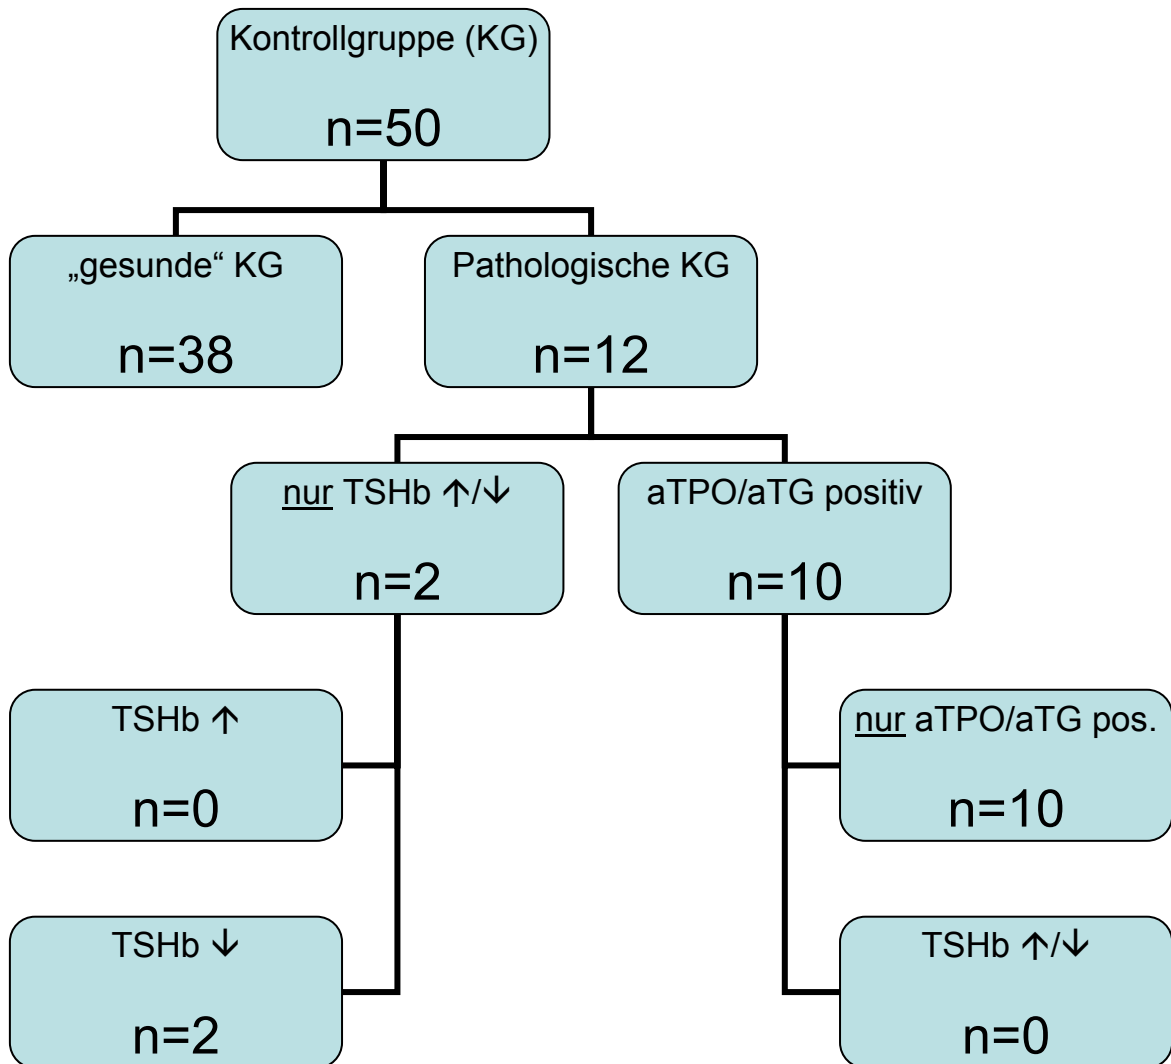 Kontrollgruppe (KG)
n=50
„gesunde“ KG
n=38
Pathologische KG
n=12
nur TSHb ↑/↓
n=2
aTPO/aTG positiv
n=10
TSHb ↑
n=0
nur aTPO/aTG pos.
n=10
TSHb ↓
n=2
TSHb ↑/↓
n=0